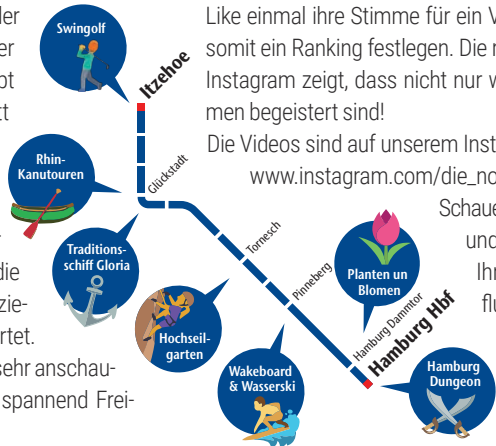 der
er
Like einmal ihre Stimme für ein V
somit ein Ranking festlegen. Die
Instagram zeigt, dass nicht nur w
men begeistert sind!
Die Videos sind auf unserem Inst
www.instagram.com/die_no
Schaue
und
Ihr
flu
die
zie-
rtet.
sehr anschau-
spannend Frei-
Swingolf
Itzehoe
Rhin-
Kanutouren
Glückstadt
Traditions-
schiff Gloria
Tornesch
Hochseil-
garten
Pinneberg
Wakeboard
& Wasserski
Planten un
Blomen
Hamburg Dammtor
Hamburg Hbf
Hamburg
Dungeon